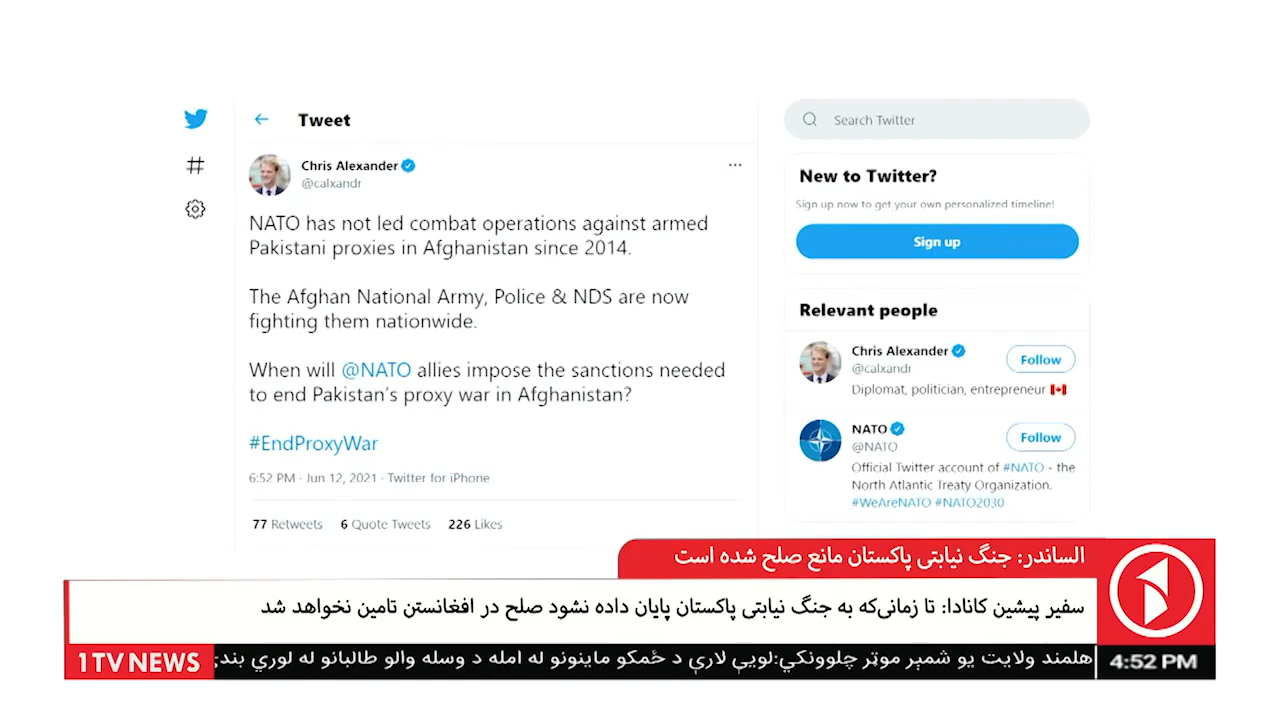 Tweet
Chris Alexander
@calxandr
NATO has not led combat operations against armed
Pakistani proxies in Afghanistan since 2014.
The Afghan National Army, Police & NDS are now
fighting them nationwide.
When will @NATO allies impose the sanctions needed
to end Pakistan's proxy war in Afghanistan?
#EndProxyWar
6:52 PM · Jun 12, 2021 · Twitter for iPhone
77 Retweets 6 Quote Tweets 226 Likes
Search Twitter
New to Twitter?
Sign up now to get your own personalized timeline!
Sign up
Relevant people
Chris Alexander
@calxandr
Follow
Diplomat, politician, entrepreneur
NATO
@NATO
Follow
Official Twitter account of #NATO - the
North Atlantic Treaty Organization.
#WeAreNATO #NATO2030
الساندر: جنگ نیابتی پاکستان مانع صلح شده است
سفیر پیشین کانادا: تا زمانی‌که به جنگ نیابتی پاکستان پایان داده نشود صلح در افغانستن تامین نخواهد شد
هلمند ولایت یو شمېر موټر چلوونکي:لویې لارې د ځمکو ماینونو له امله د وسله والو طالبانو له لوري بندې
1TV NEWS
4:52 PM